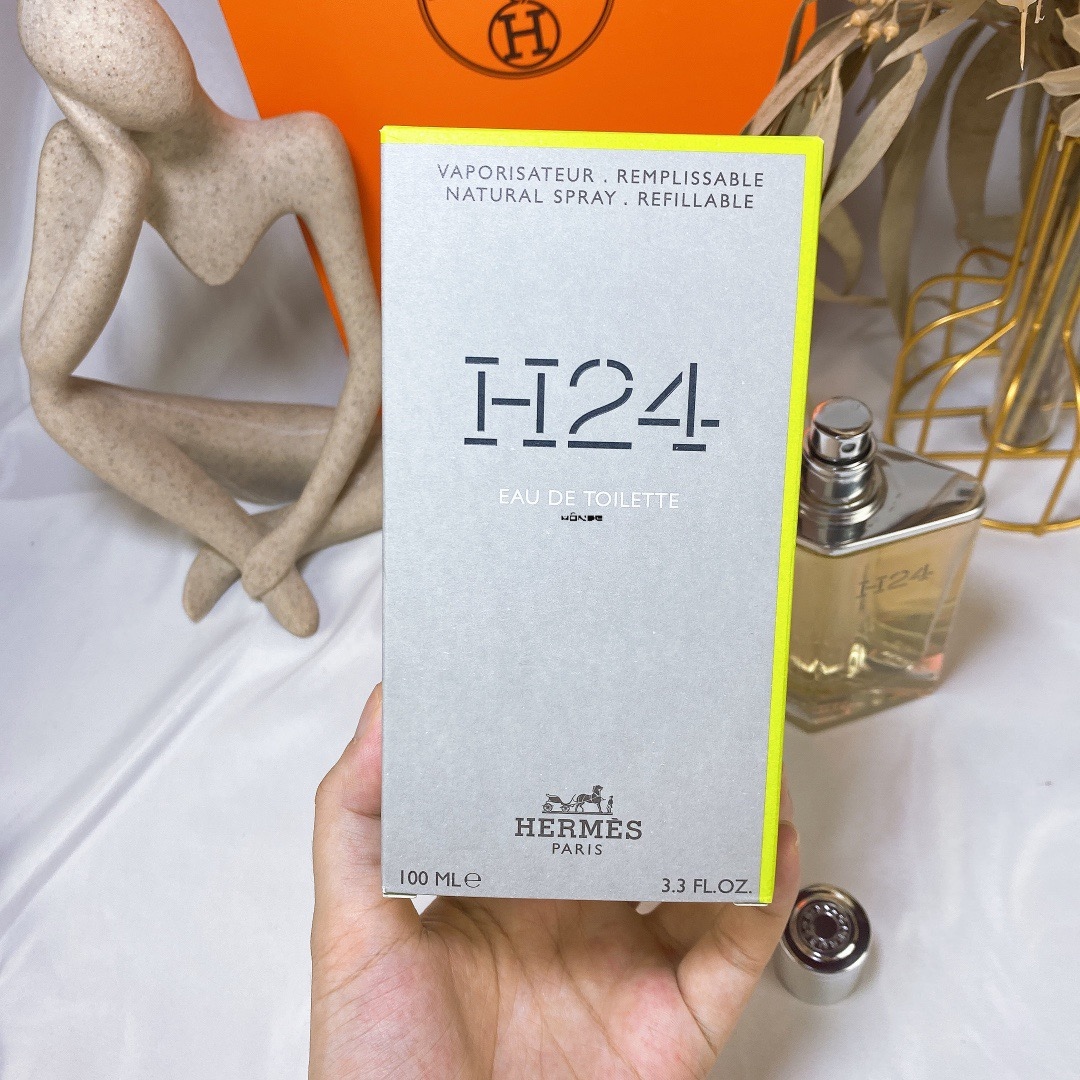 H
VAPORISATEUR . REMPLISSABLE
NATURAL SPRAY . REFILLABLE
H24
EAU DE TOILETTE
H24
HERMÈS
PARIS
100 ML ℮
3.3 FL.OZ.